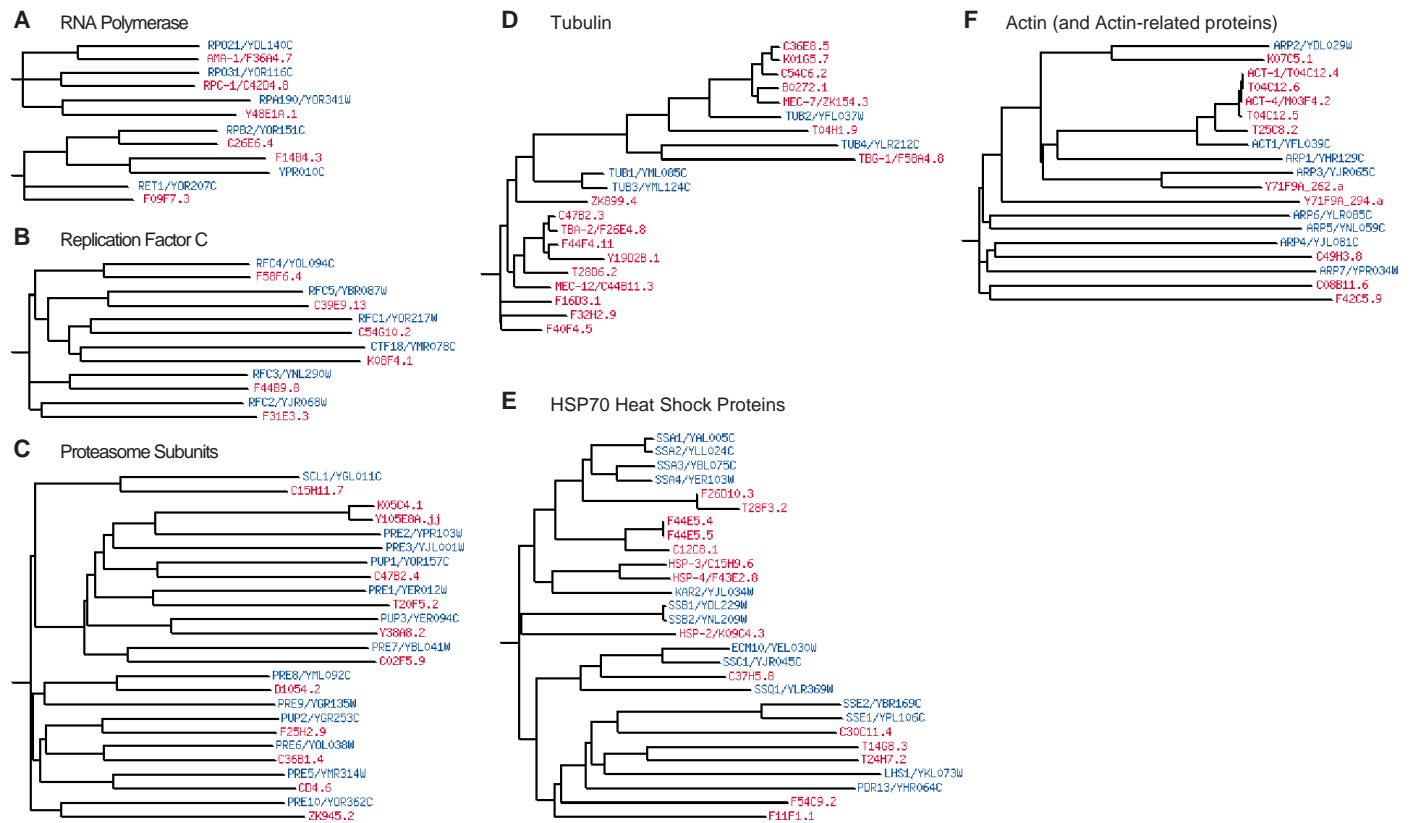 A RNA Polymerase
RPO21/YDL140C
AMA-1/F36A4.7
RPO31/YOR116C
RPC-1/C42D4.8
RPA190/YOR341W
Y48E1A.1
RPB2/YOR151C
C26E6.4
F14B4.3
YPR010C
RET1/YOR207C
F09F7.3
B Replication Factor C
RFC4/YOL094C
F58F6.4
RFC5/YBR087W
C39E9.13
RFC1/YOR217W
C54G10.2
CTF18/YMR078C
K08F4.1
RFC3/YNL290W
F44B9.8
RFC2/YJR068W
F31E3.3
C Proteasome Subunits
SCL1/YGL011C
C15H11.7
K05C4.1
Y105E8A.jj
PRE2/YPR103W
PRE3/YJL001W
PUP1/YOR157C
C47B2.4
PRE1/YER012W
T20F5.2
PUP3/YER094C
Y38A8.2
PRE7/YBL041W
C02F5.9
PRE8/YML092C
D1054.2
PRE9/YGR135W
PUP2/YGR253C
F25H2.9
PRE6/YOL038W
C36B1.4
PRE5/YMR314W
CD4.6
PRE10/YOR362C
ZK945.2
D Tubulin
C36E8.5
K01G5.7
C54C6.2
B0272.1
MEC-7/ZK154.3
TUB2/YFL037W
T04H1.9
TUB4/YLR212C
TBG-1/F58A4.8
TUB1/YML085C
TUB3/YML124C
ZK899.4
C47B2.3
TBA-2/F26E4.8
F44F4.11
Y19D2B.1
T28D6.2
MEC-12/C44B11.3
F16D3.1
F32H2.9
F40F4.5
E HSP70 Heat Shock Proteins
SSA1/YAL005C
SSA2/YLL024C
SSA3/YBL075C
SSA4/YER103W
F26D10.3
T28F3.2
F44E5.4
F44E5.5
C12C8.1
HSP-3/C15H9.6
HSP-4/F43E2.8
KAR2/YJL034W
SSB1/YDL229W
SSB2/YNL209W
HSP-2/K09C4.3
ECM10/YEL030W
SSC1/YJR045C
C37H5.8
SSQ1/YLR369W
SSE2/YBR169C
SSE1/YPL106C
C30C11.4
T14G8.3
T24H7.2
LHS1/YKL073W
PDR13/YHR064C
F54C9.2
F11F1.1
F Actin (and Actin-related proteins)
ARP2/YDL029W
K07C5.1
ACT-1/T04C12.4
T04C12.6
ACT-4/M03F4.2
T04C12.5
T25C8.2
ACT1/YFL039C
ARP1/YHR129C
ARP3/YJR065C
Y71F9A_262.a
Y71F9A_294.a
ARP6/YLR085C
ARP5/YNL059C
ARP4/YJL081C
C49H3.8
ARP7/YPR034W
C08B11.6
F42C5.9